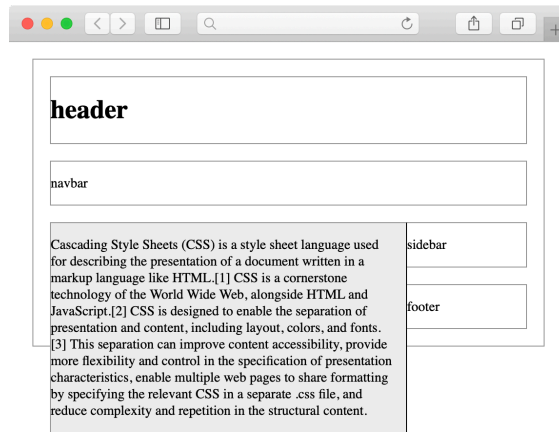 header
navbar
Cascading Style Sheets (CSS) is a style sheet language used
for describing the presentation of a document written in a
markup language like HTML.[1] CSS is a cornerstone
technology of the World Wide Web, alongside HTML and
JavaScript.[2] CSS is designed to enable the separation of
presentation and content, including layout, colors, and fonts.
[3] This separation can improve content accessibility, provide
more flexibility and control in the specification of presentation
characteristics, enable multiple web pages to share formatting
by specifying the relevant CSS in a separate .css file, and
reduce complexity and repetition in the structural content.
sidebar
footer